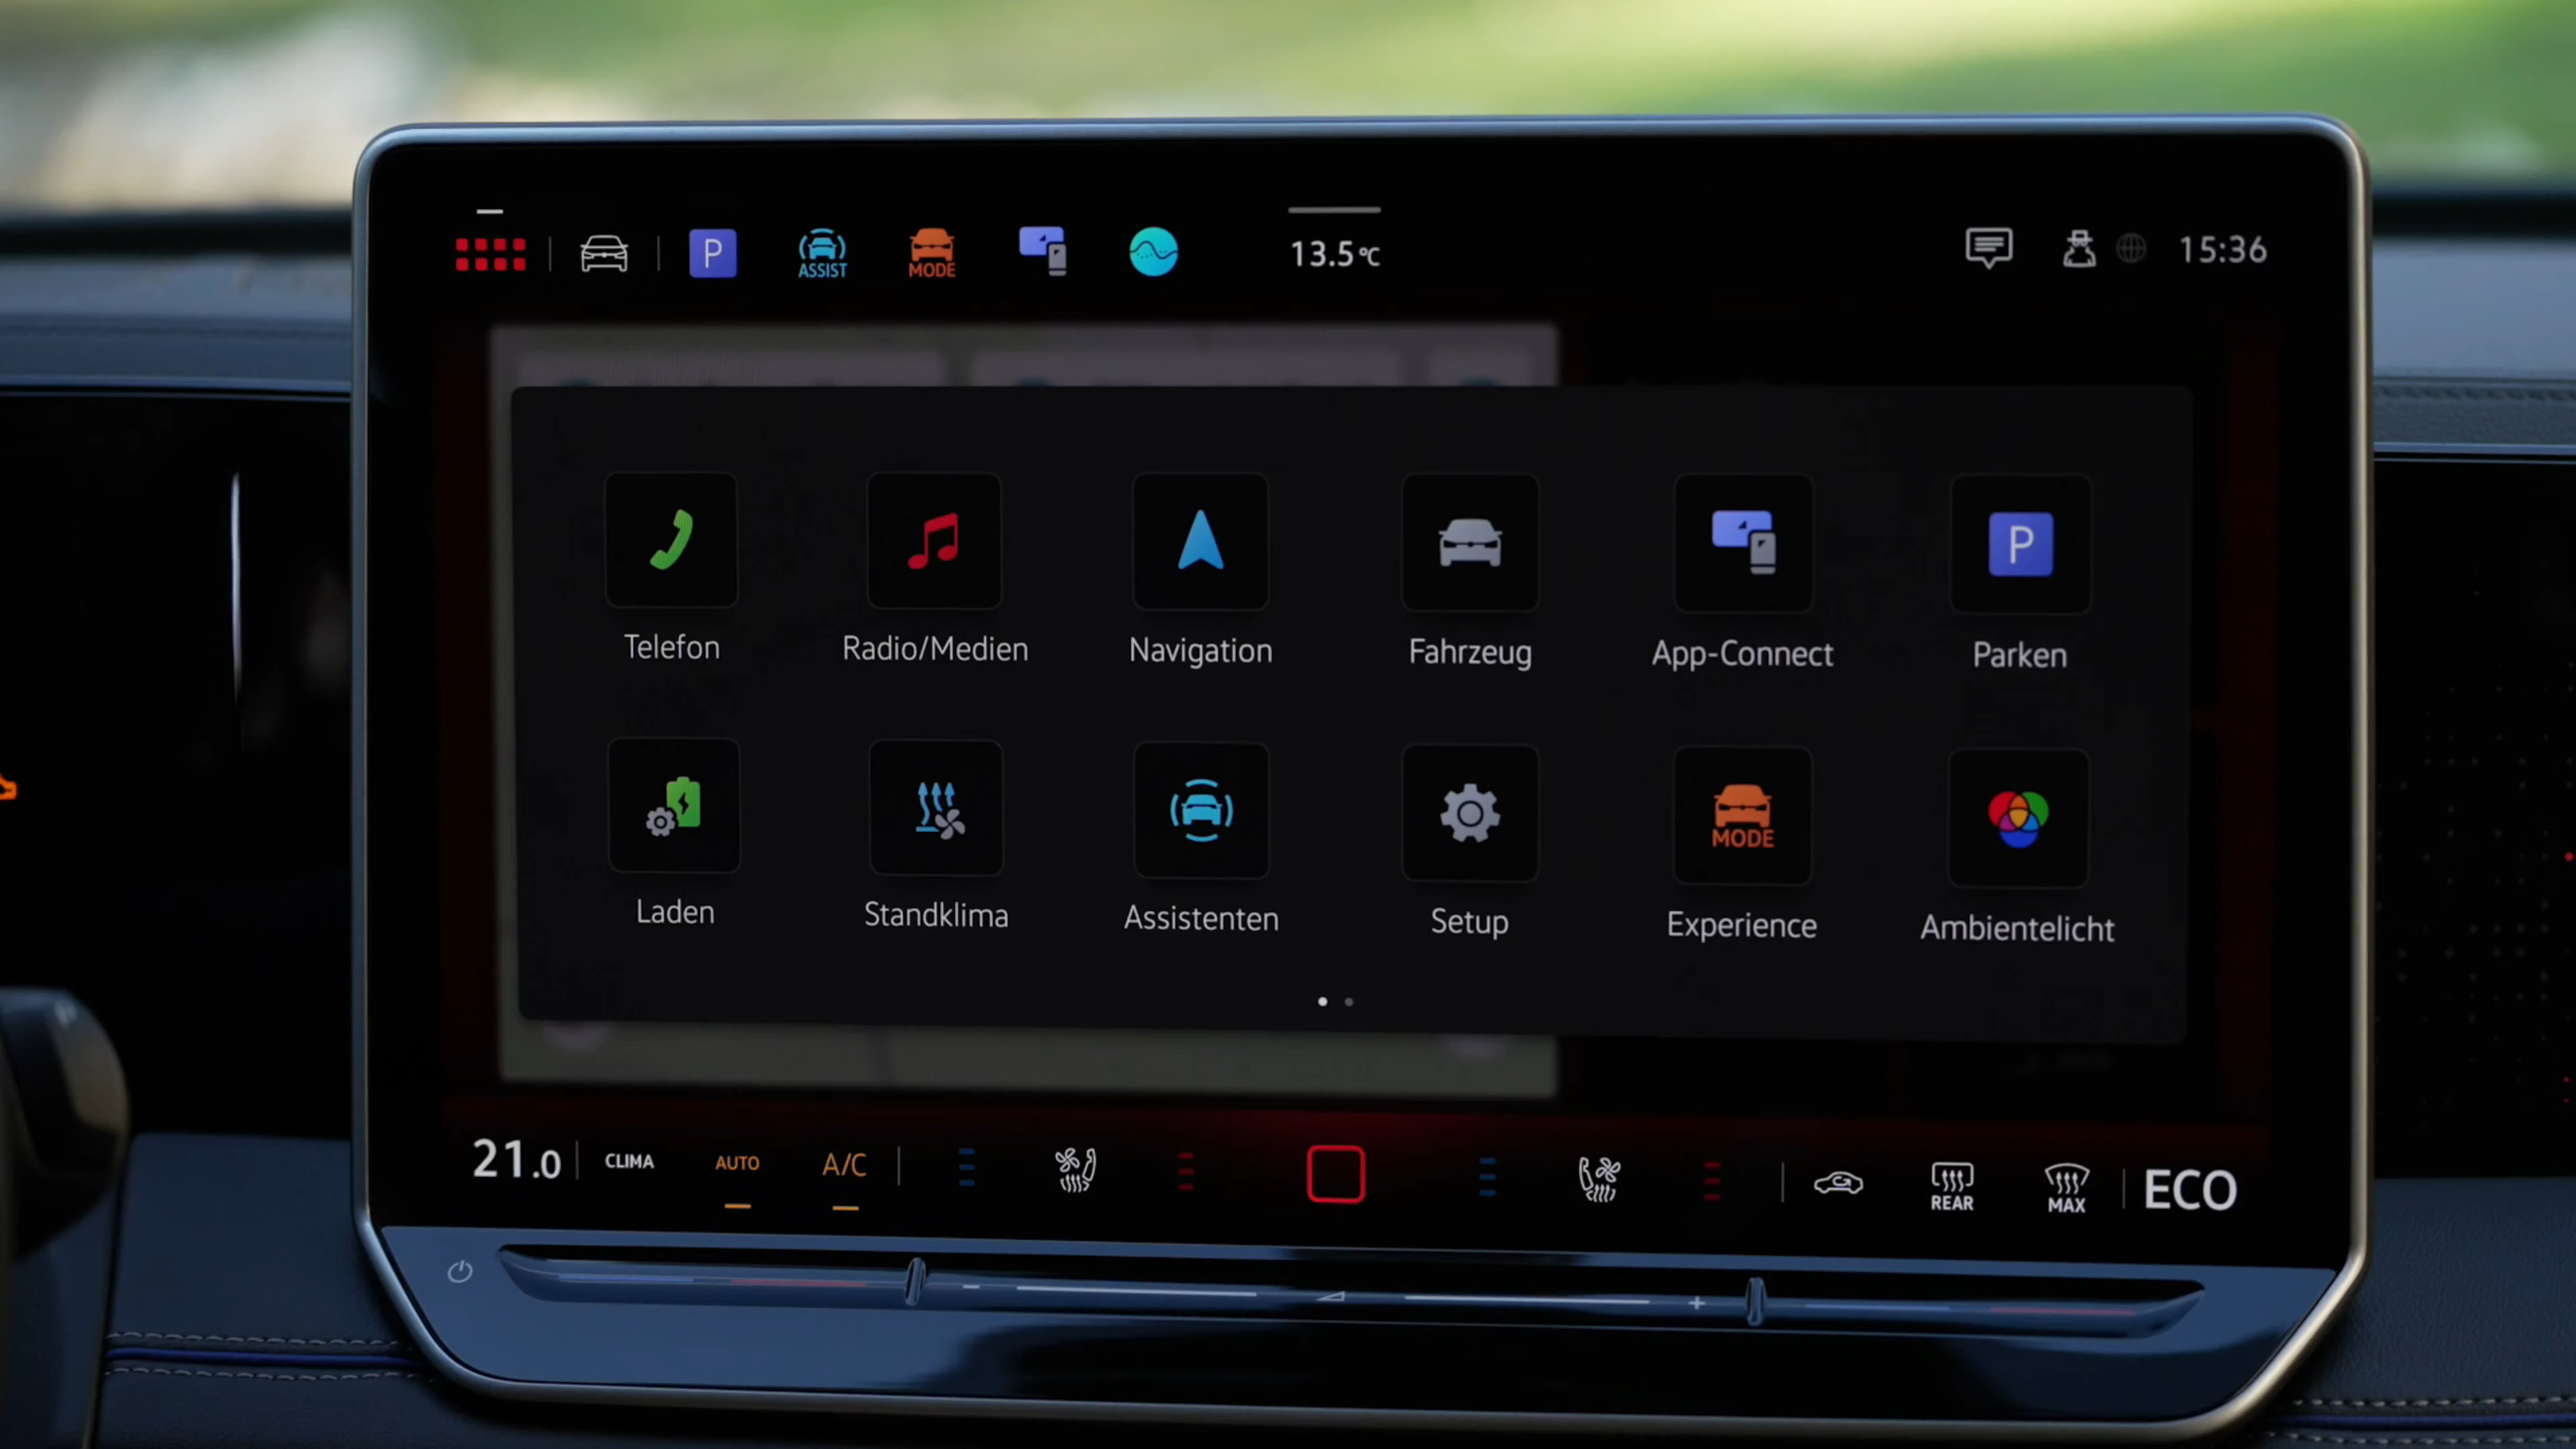 P ASSIST MODE 13.5°C 15:36
Telefon Radio/Medien Navigation Fahrzeug App-Connect P Parken
MODE
Laden Standklima Assistenten Setup Experience Ambientelicht
21.0 CLIMA AUTO A/C REAR MAX ECO
- +